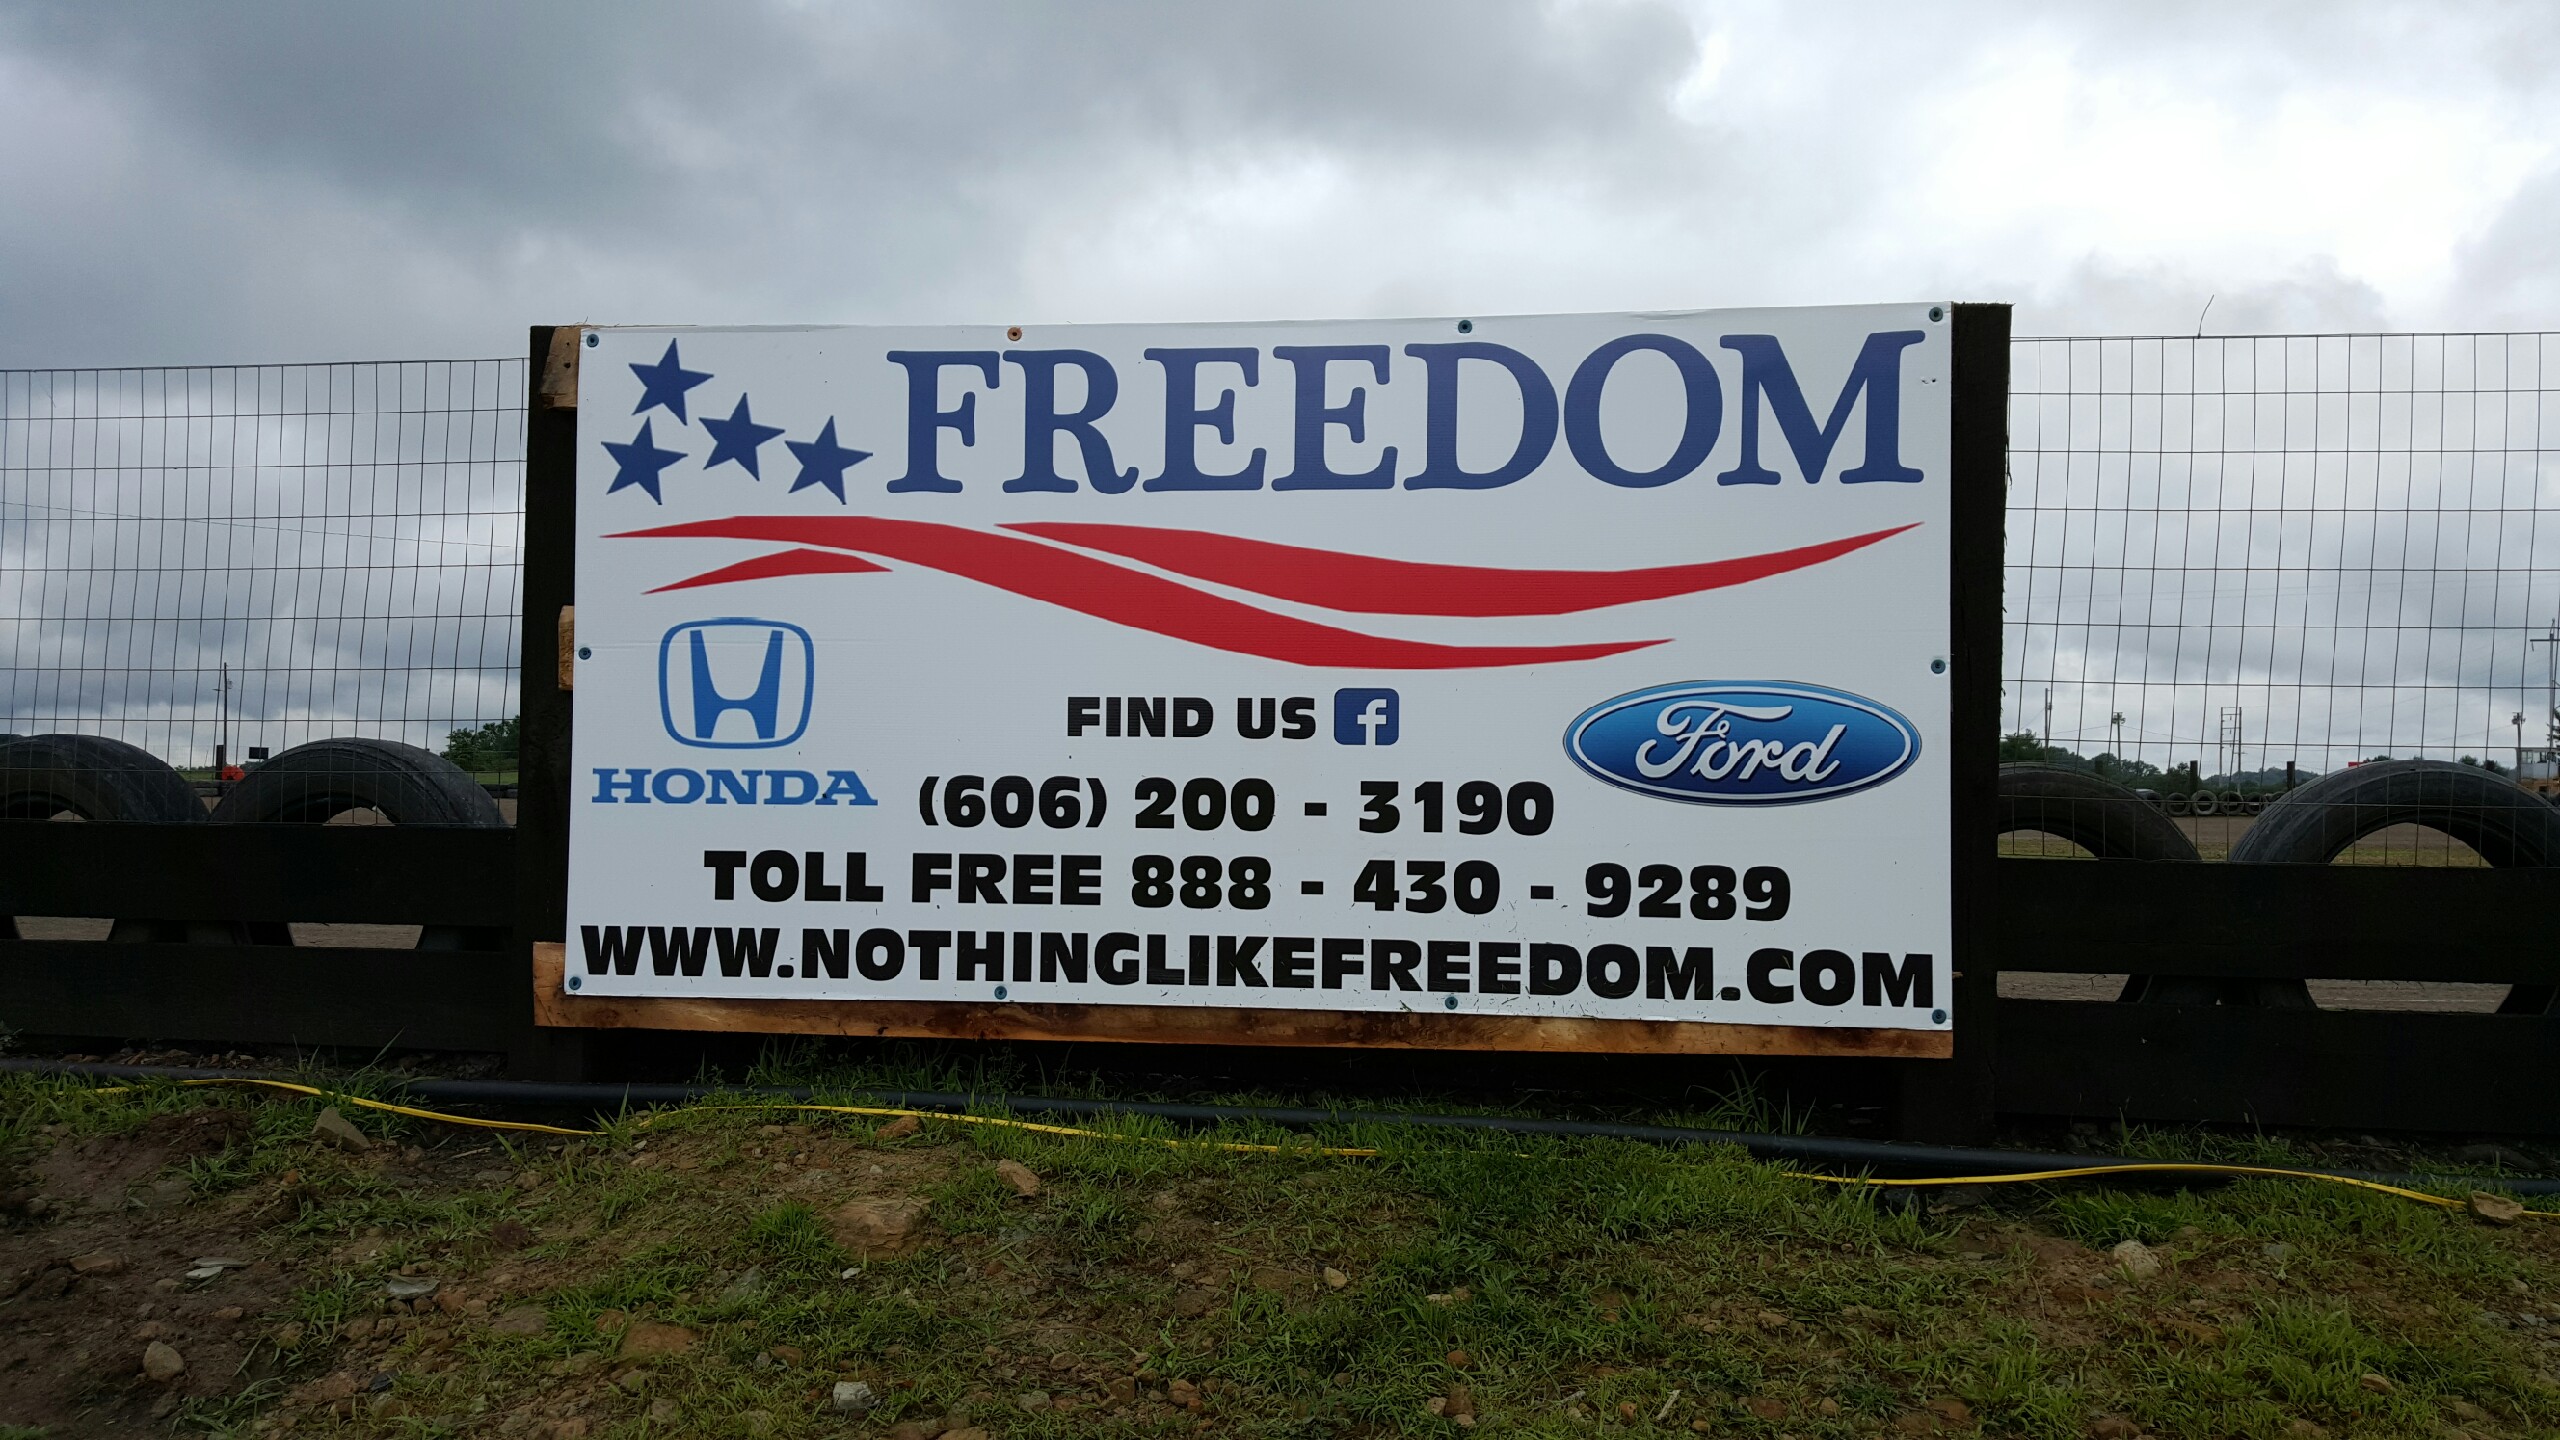 FREEDOM
FIND US f
HONDA
Ford
(606) 200 - 3190
TOLL FREE 888 - 430 - 9289
WWW.NOTHINGLIKEFREEDOM.COM